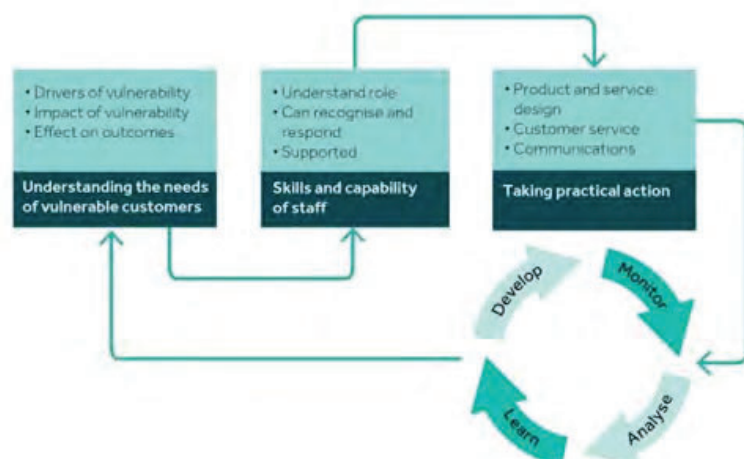 • Drivers of vulnerability
• Impact of vulnerability
• Effect on outcomes
Understanding the needs
of vulnerable customers
• Understand role
• Can recognise and
respond
• Supported
Skills and capability
of staff
• Product and service
design
• Customer service
• Communications
Taking practical action
Develop
Monitor
Analyse
Learn